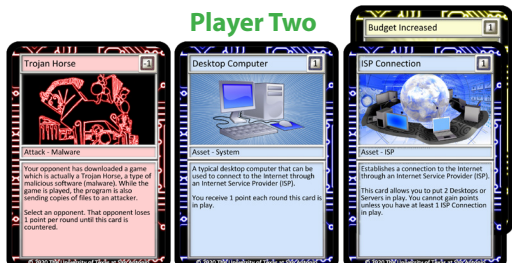 Player Two
Budget Increased 1
Trojan Horse -1
Attack - Malware
Your opponent has downloaded a game
which is actually a Trojan Horse, a type of
malicious software (malware). While the
game is played, the program is also
sending copies of files to an attacker.
Select an opponent. That opponent loses
1 point per round until this card is
countered.
Desktop Computer 1
Asset - System
A typical desktop computer that can be
used to connect to the Internet through
an Internet Service Provider (ISP).
You receive 1 point each round this card is
in play.
ISP Connection 1
Asset - ISP
Establishes a connection to the Internet
through an Internet Service Provider (ISP).
This card allows you to put 2 Desktops or
Servers in play. You cannot gain points
unless you have at least 1 ISP Connection
in play.